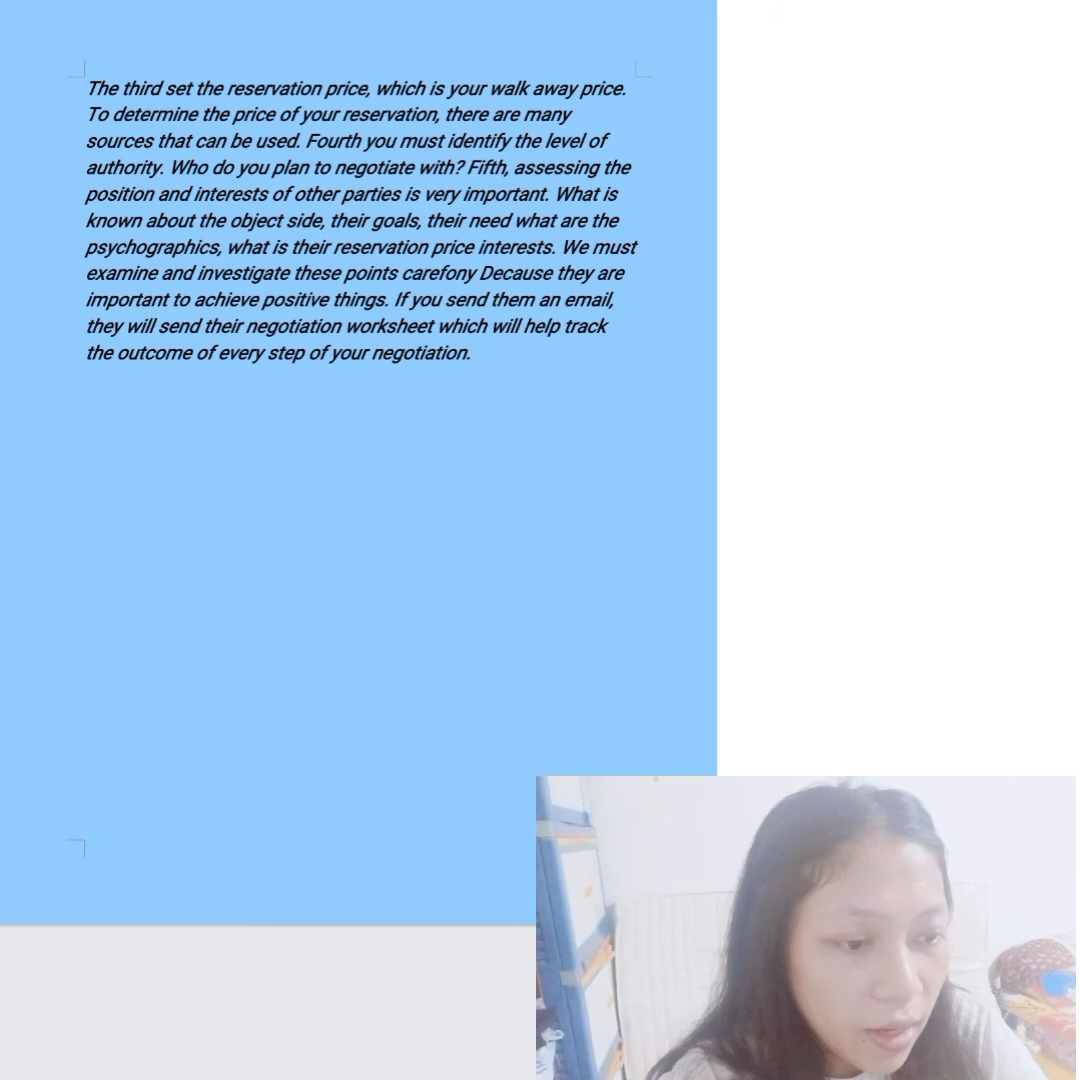 The third set the reservation price, which is your walk away price.
To determine the price of your reservation, there are many
sources that can be used. Fourth you must identify the level of
authority. Who do you plan to negotiate with? Fifth, assessing the
position and interests of other parties is very important. What is
known about the object side, their goals, their need what are the
psychographics, what is their reservation price interests. We must
examine and investigate these points carefony Decause they are
important to achieve positive things. If you send them an email,
they will send their negotiation worksheet which will help track
the outcome of every step of your negotiation.